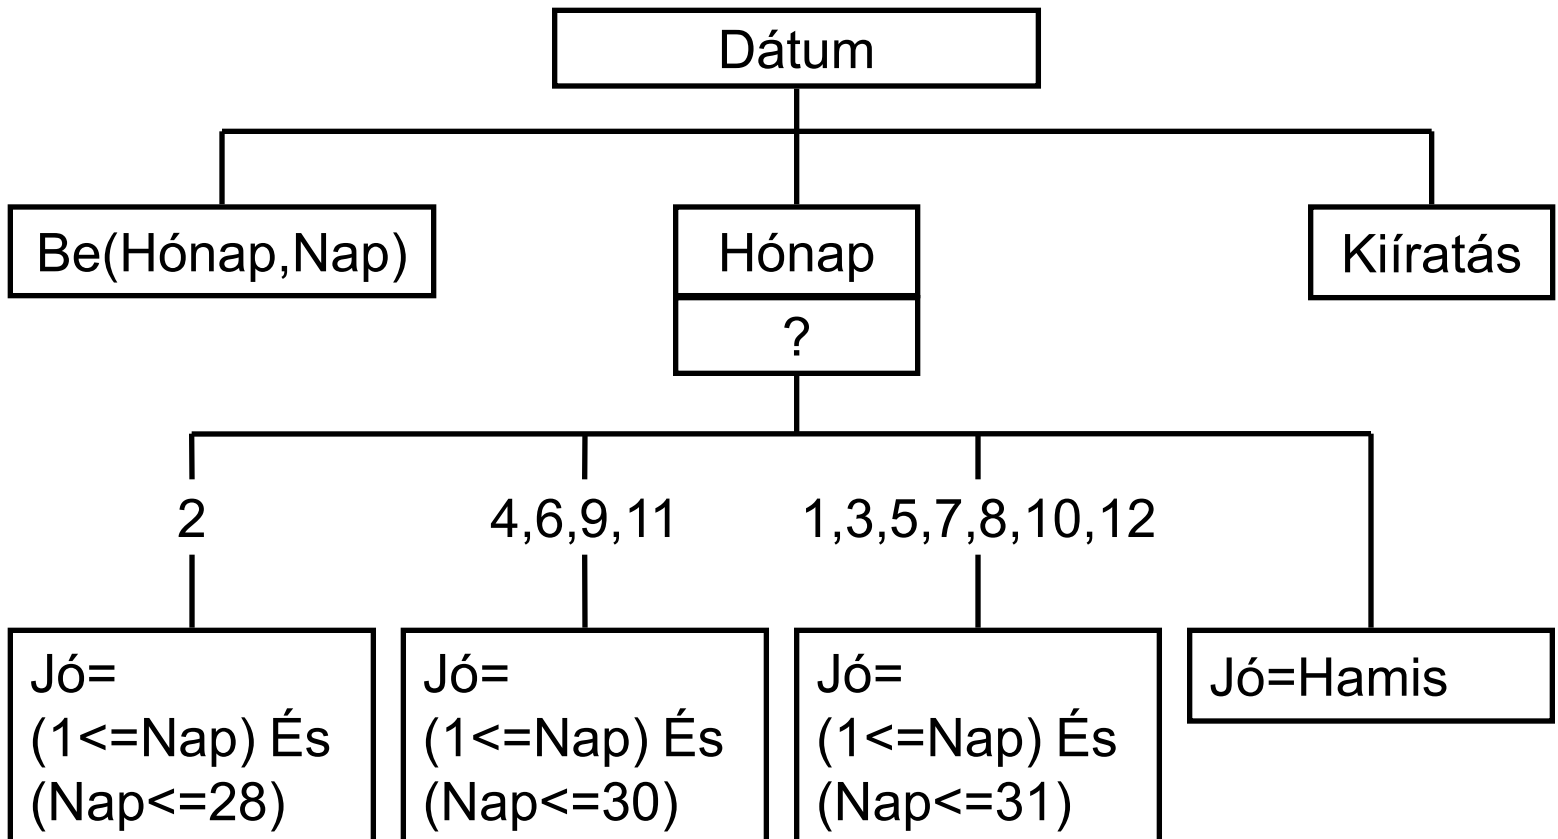 Dátum
Be(Hónap,Nap)
Hónap
Kiíratás
?
2
4,6,9,11
1,3,5,7,8,10,12
Jó=
(1<=Nap) És
(Nap<=28)
Jó=
(1<=Nap) És
(Nap<=30)
Jó=
(1<=Nap) És
(Nap<=31)
Jó=Hamis